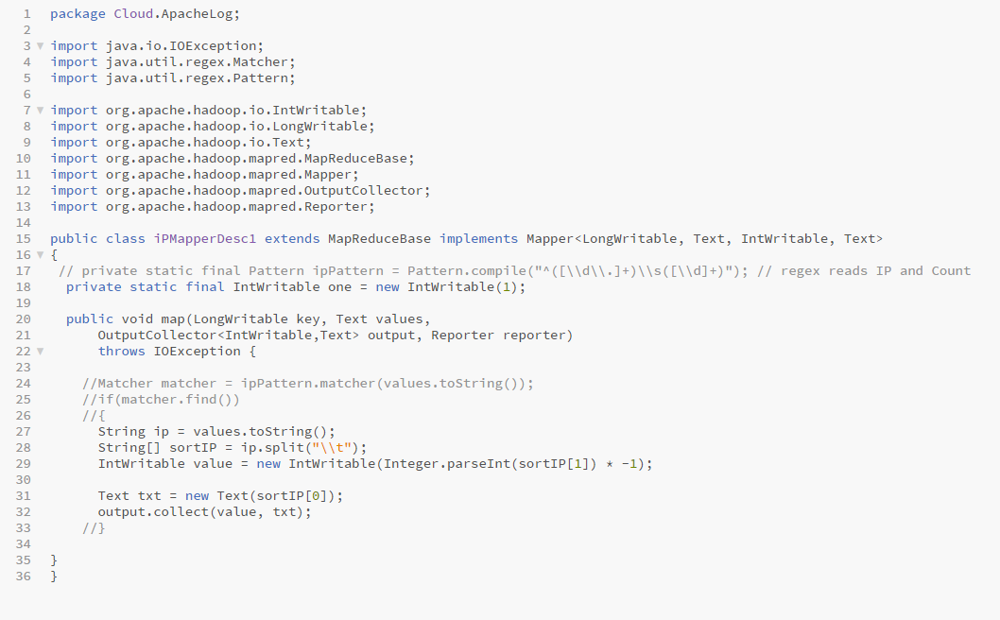 1 package Cloud.ApacheLog;
2
3 import java.io.IOException;
4 import java.util.regex.Matcher;
5 import java.util.regex.Pattern;
6
7 import org.apache.hadoop.io.IntWritable;
8 import org.apache.hadoop.io.LongWritable;
9 import org.apache.hadoop.io.Text;
10 import org.apache.hadoop.mapred.MapReduceBase;
11 import org.apache.hadoop.mapred.Mapper;
12 import org.apache.hadoop.mapred.OutputCollector;
13 import org.apache.hadoop.mapred.Reporter;
14
15 public class iPMapperDesc1 extends MapReduceBase implements Mapper<LongWritable, Text, IntWritable, Text>
16 {
17  // private static final Pattern ipPattern = Pattern.compile("^([\\d\\.]+)\\s([\\d]+)"); // regex reads IP and Count
18   private static final IntWritable one = new IntWritable(1);
19
20   public void map(LongWritable key, Text values,
21       OutputCollector<IntWritable,Text> output, Reporter reporter)
22       throws IOException {
23
24     //Matcher matcher = ipPattern.matcher(values.toString());
25     //if(matcher.find())
26     //{
27       String ip = values.toString();
28       String[] sortIP = ip.split("\\t");
29       IntWritable value = new IntWritable(Integer.parseInt(sortIP[1]) * -1);
30
31       Text txt = new Text(sortIP[0]);
32       output.collect(value, txt);
33     //}
34
35 }
36 }